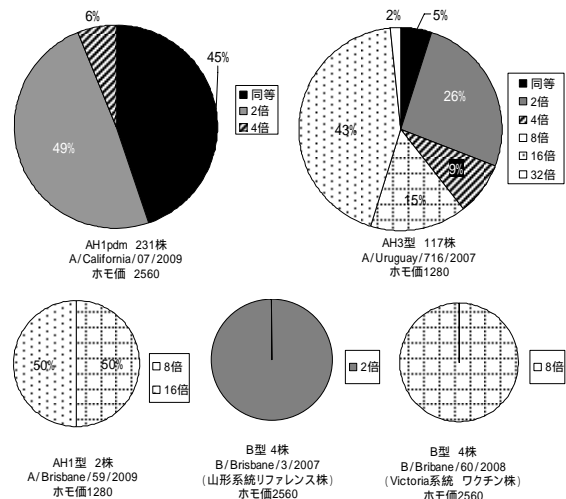 6%
45%
49%
同等
2倍
4倍
AH1pdm 231株
A/California/07/2009
ホモ価 2560
2%
5%
26%
9%
15%
43%
同等
2倍
4倍
8倍
16倍
32倍
AH3型 117株
A/Uruguay/716/2007
ホモ価1280
50%
50%
8倍
16倍
AH1型 2株
A/Brisbane/59/2009
ホモ価1280
2倍
B型 4株
B/Brisbane/3/2007
(山形系統リファレンス株)
ホモ価2560
8倍
B型 4株
B/Bribane/60/2008
(Victoria系統 ワクチン株)
ホモ価2560